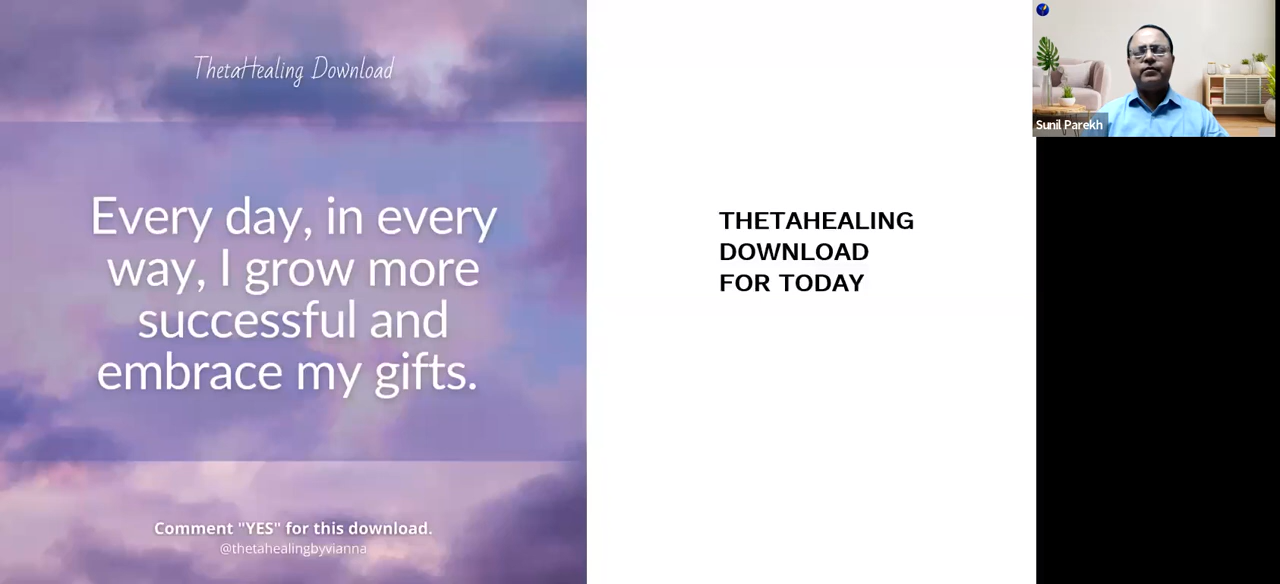 ThetaHealing Download
Every day, in every
way, I grow more
successful and
embrace my gifts.
Comment "YES" for this download.
@thetahealingbyvianna
THETAHEALING
DOWNLOAD
FOR TODAY
Sunil Parekh